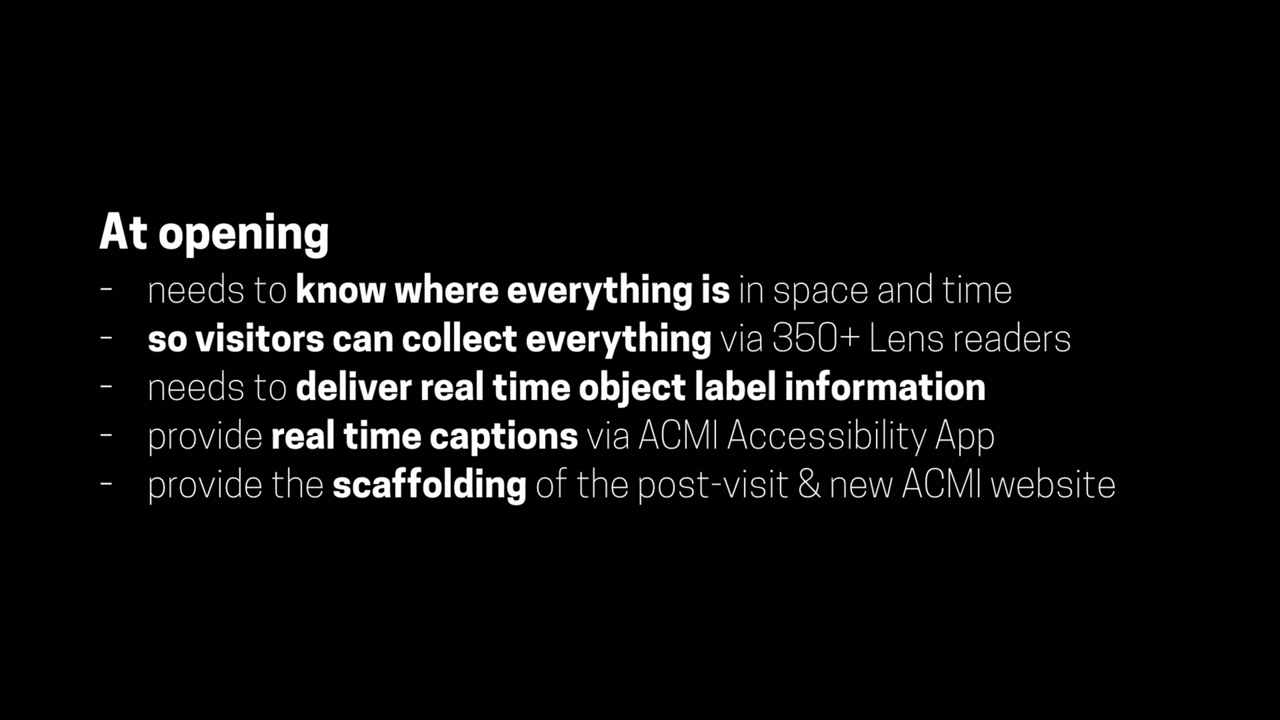 At opening
- needs to know where everything is in space and time
- so visitors can collect everything via 350+ Lens readers
- needs to deliver real time object label information
- provide real time captions via ACMI Accessibility App
- provide the scaffolding of the post-visit & new ACMI website